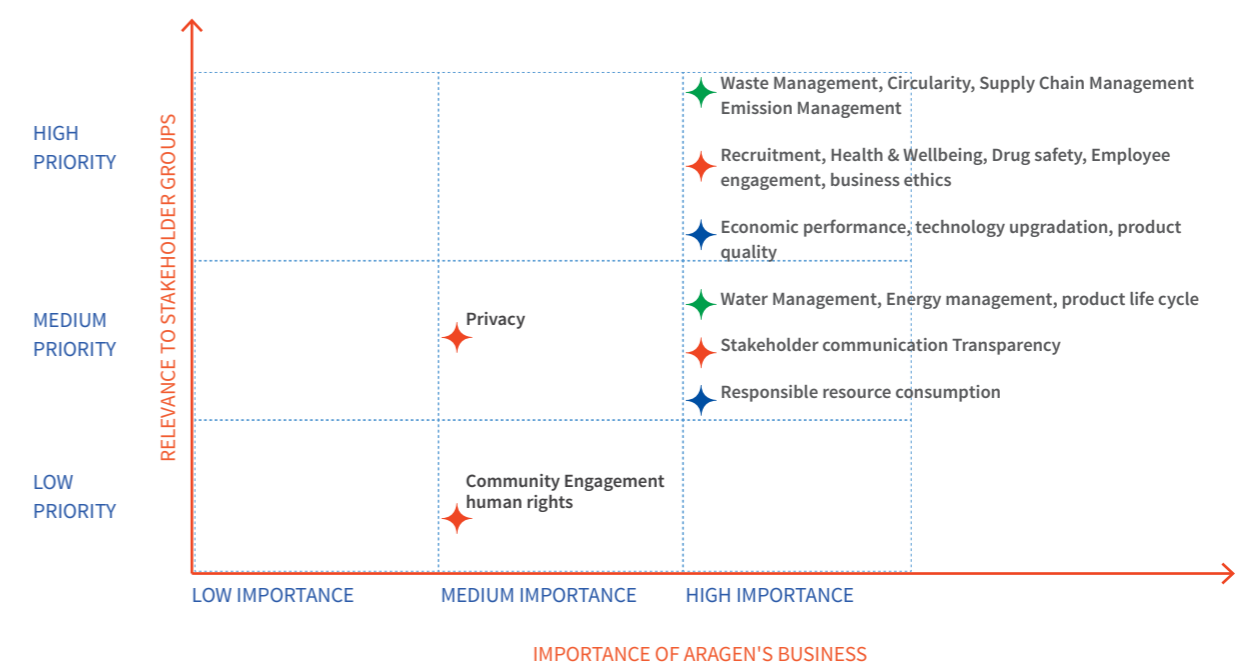 Waste Management, Circularity, Supply Chain Management
Emission Management
HIGH
PRIORITY
Recruitment, Health & Wellbeing, Drug safety, Employee
engagement, business ethics
Economic performance, technology upgradation, product
quality
RELEVANCE TO STAKEHOLDER GROUPS
MEDIUM
PRIORITY
Privacy
Water Management, Energy management, product life cycle
Stakeholder communication Transparency
Responsible resource consumption
LOW
PRIORITY
Community Engagement
human rights
LOW IMPORTANCE
MEDIUM IMPORTANCE
HIGH IMPORTANCE
IMPORTANCE OF ARAGEN'S BUSINESS